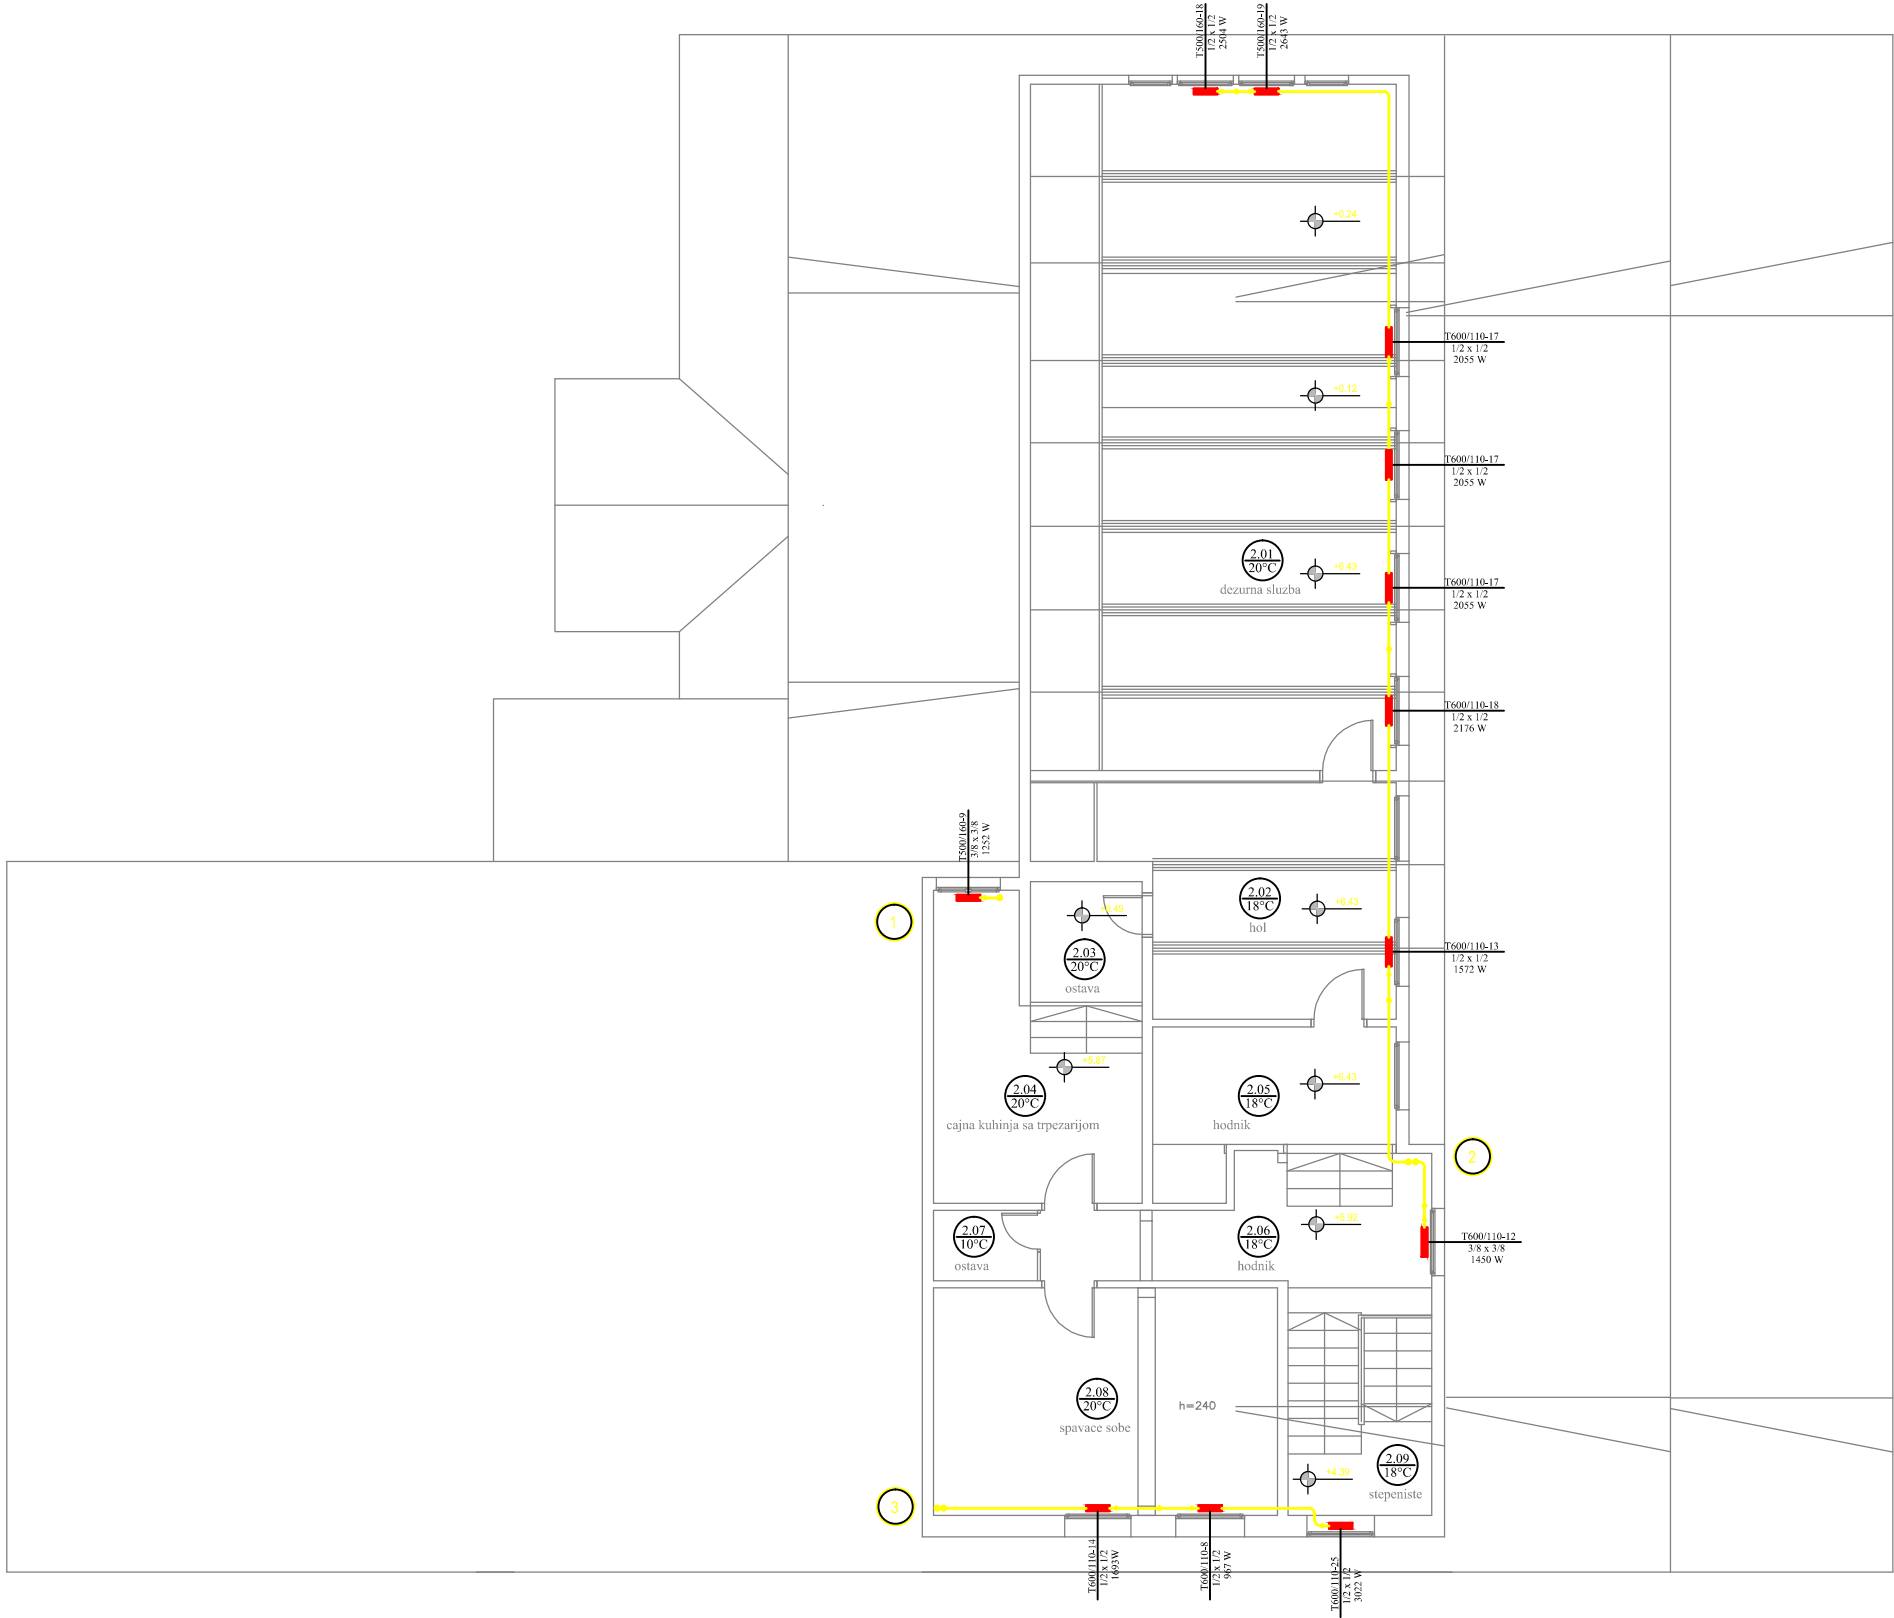 T500/160-18
1/2 x 1/2
2504 W
T500/160-19
1/2 x 1/2
2643 W
+0.24
T600/110-17
1/2 x 1/2
2055 W
+0.12
T600/110-17
1/2 x 1/2
2055 W
2.01
20°C
dezurna sluzba
T600/110-17
1/2 x 1/2
2055 W
T600/110-18
1/2 x 1/2
2176 W
T500/160-9
3/8 x 3/8
1252 W
1
2.03
20°C
ostava
2.02
18°C
hol
+6.43
T600/110-13
1/2 x 1/2
1572 W
2.04
20°C
cajna kuhinja sa trpezarijom
2.05
18°C
hodnik
2
2.07
10°C
ostava
2.06
18°C
hodnik
T600/110-12
3/8 x 3/8
1450 W
2.08
20°C
spavace sobe
h=240
2.09
18°C
stepeniste
3
T600/110-14
1/2 x 1/2
1693W
T600/110-8
1/2 x 1/2
967 W
T600/110-25
1/2 x 1/2
3022 W